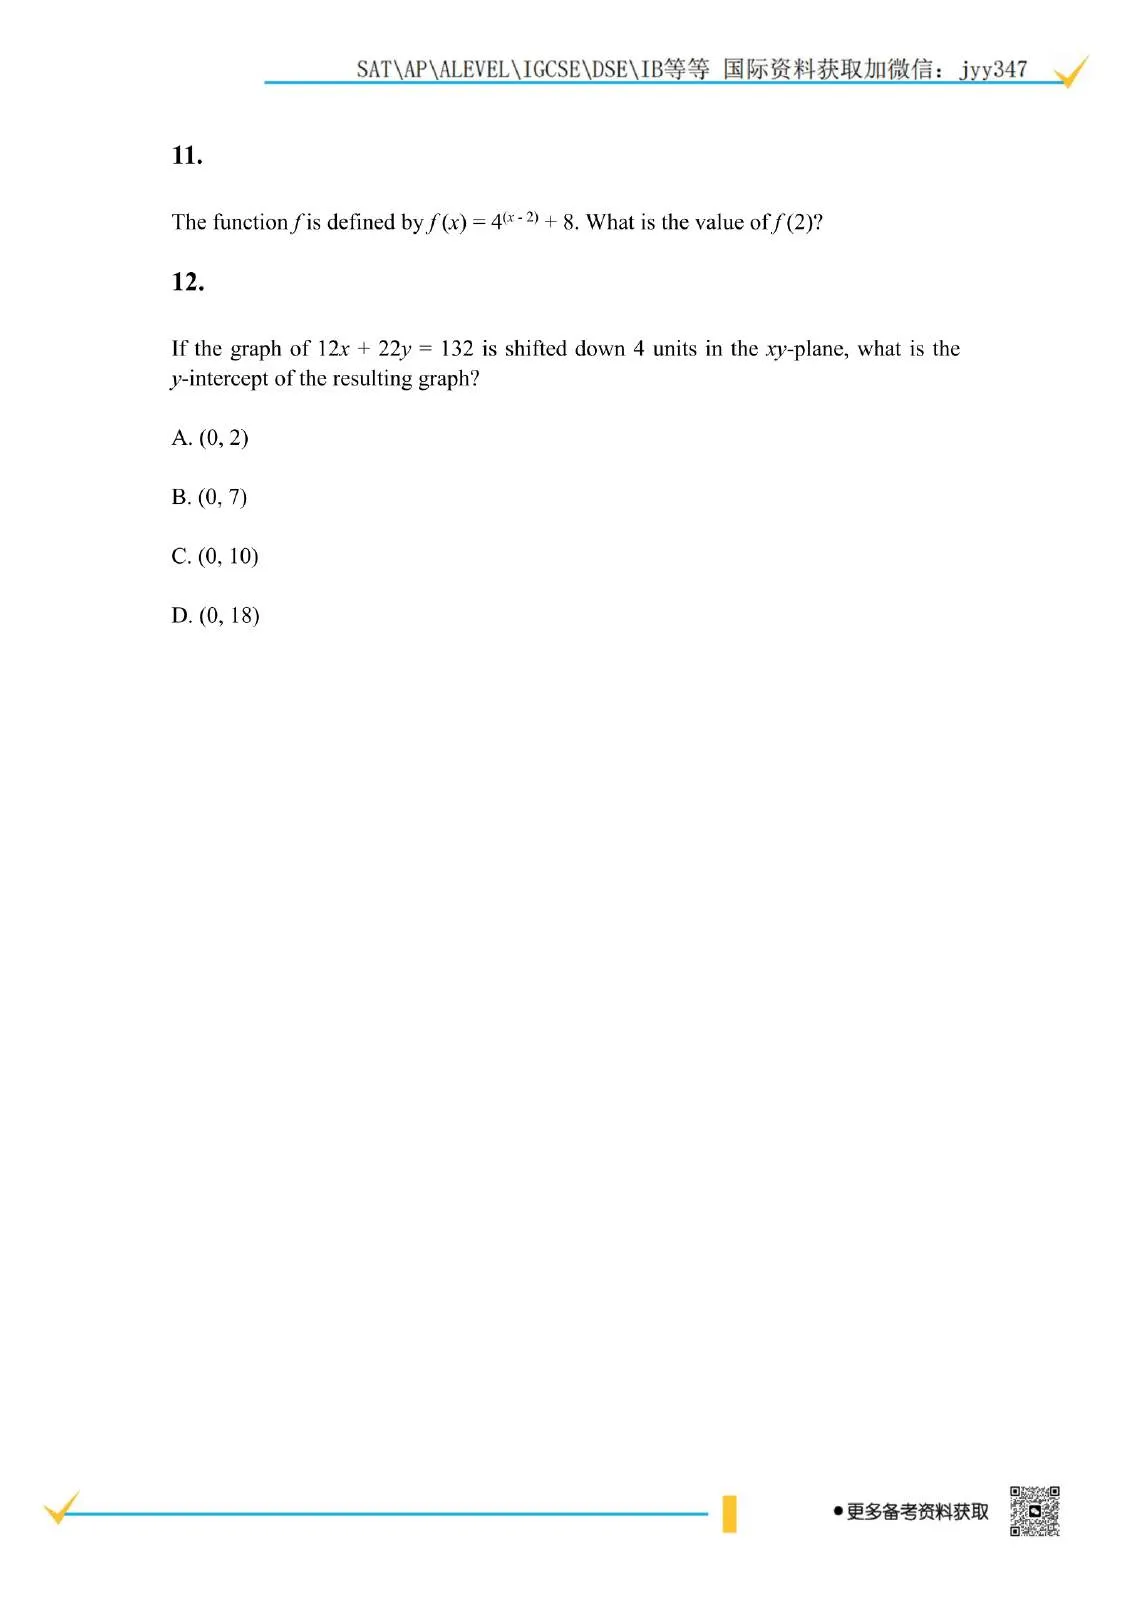 SAT\AP\ALEVEL\IGCSE\DSE\IB等等 国际资料获取加微信：jyy347
11.
The function f is defined by f (x) = 4^(x - 2) + 8. What is the value of f (2)?
12.
If the graph of 12x + 22y = 132 is shifted down 4 units in the xy-plane, what is the
y-intercept of the resulting graph?
A. (0, 2)
B. (0, 7)
C. (0, 10)
D. (0, 18)
●更多备考资料获取